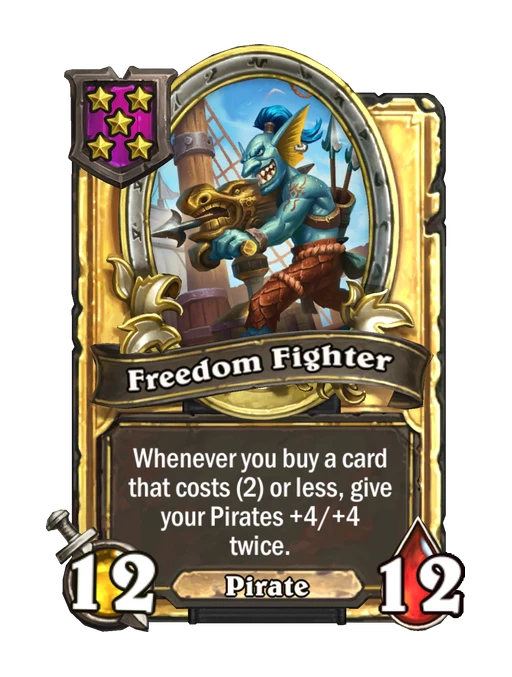 Freedom Fighter
Whenever you buy a card
that costs (2) or less, give
your Pirates +4/+4
twice.
12
Pirate
12